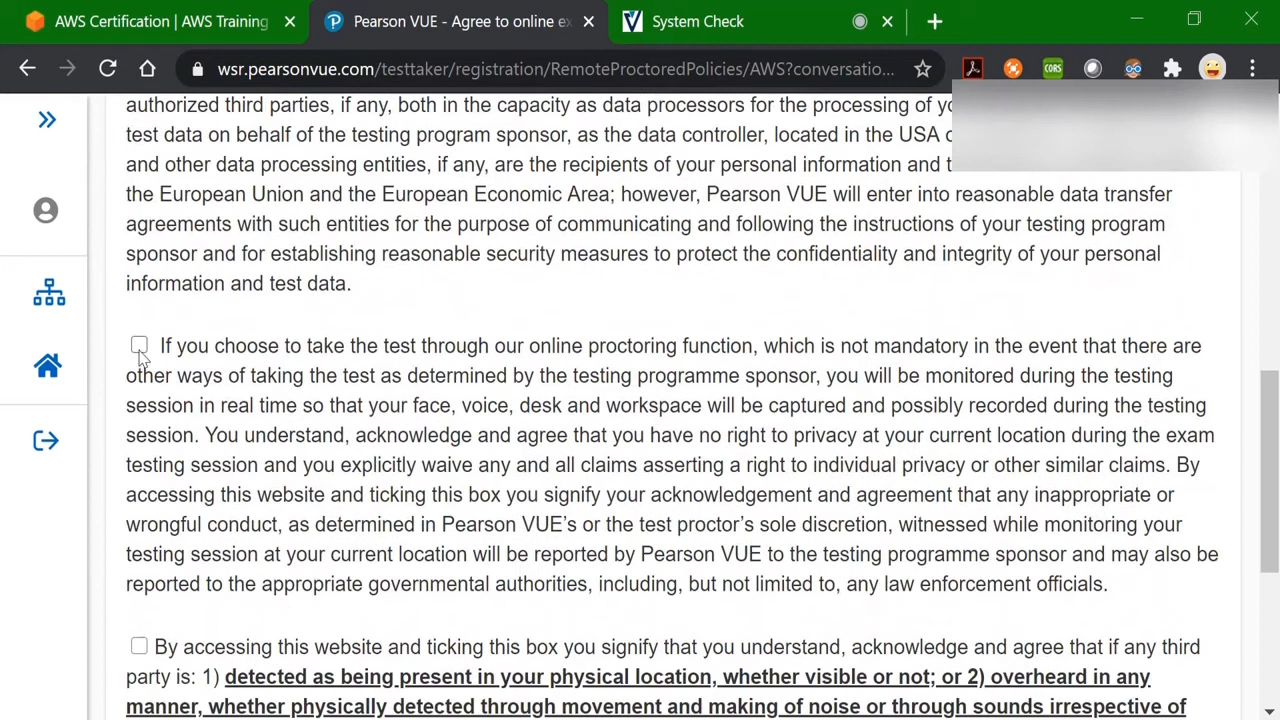 AWS Certification | AWS Training
Pearson VUE - Agree to online ex
System Check
wsr.pearsonvue.com/testtaker/registration/RemoteProctoredPolicies/AWS?conversatio...
CORS
authorized third parties, if any, both in the capacity as data processors for the processing of
test data on behalf of the testing program sponsor, as the data controller, located in the USA
and other data processing entities, if any, are the recipients of your personal information and
the European Union and the European Economic Area; however, Pearson VUE will enter into reasonable data transfer
agreements with such entities for the purpose of communicating and following the instructions of your testing program
sponsor and for establishing reasonable security measures to protect the confidentiality and integrity of your personal
information and test data.
If you choose to take the test through our online proctoring function, which is not mandatory in the event that there are
other ways of taking the test as determined by the testing programme sponsor, you will be monitored during the testing
session in real time so that your face, voice, desk and workspace will be captured and possibly recorded during the testing
session. You understand, acknowledge and agree that you have no right to privacy at your current location during the exam
testing session and you explicitly waive any and all claims asserting a right to individual privacy or other similar claims. By
accessing this website and ticking this box you signify your acknowledgement and agreement that any inappropriate or
wrongful conduct, as determined in Pearson VUE’s or the test proctor’s sole discretion, witnessed while monitoring your
testing session at your current location will be reported by Pearson VUE to the testing programme sponsor and may also be
reported to the appropriate governmental authorities, including, but not limited to, any law enforcement officials.
By accessing this website and ticking this box you signify that you understand, acknowledge and agree that if any third
party is: 1) detected as being present in your physical location, whether visible or not; or 2) overheard in any
manner, whether physically detected through movement and making of noise or through sounds irrespective of